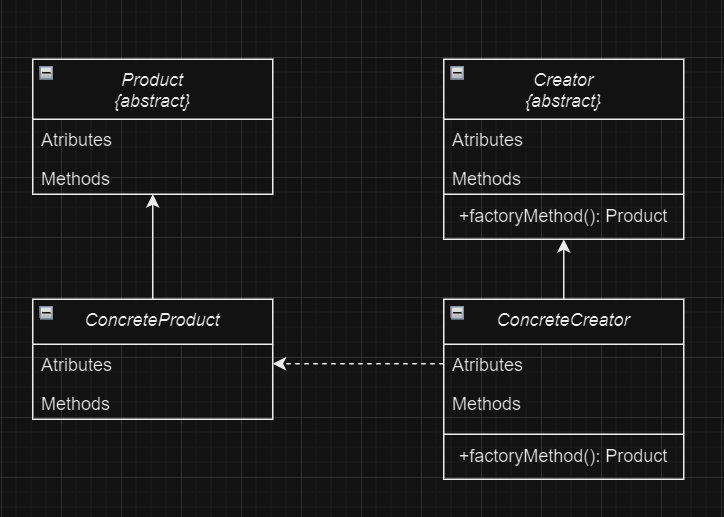 Product
{abstract}
Atributes
Methods
Creator
{abstract}
Atributes
Methods
+factoryMethod(): Product
ConcreteProduct
Atributes
Methods
ConcreteCreator
Atributes
Methods
+factoryMethod(): Product